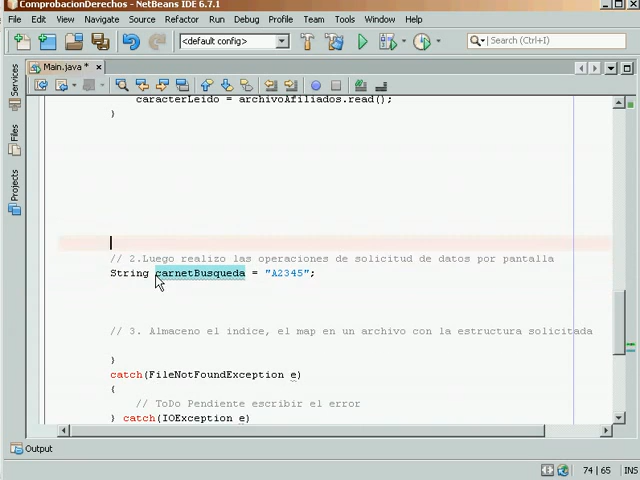 ComprobacionDerechos - NetBeans IDE 6.7.1
File Edit View Navigate Source Refactor Run Debug Profile Team Tools Window Help
<default config>
Search (Ctrl+I)
Main.java *
Services
Files
Projects
caracterLeido = archivoAfiliados.read();
}
// 2.Luego realizo las operaciones de solicitud de datos por pantalla
String carnetBusqueda = "A2345";
// 3. Almaceno el indice, el map en un archivo con la estructura solicitada
}
catch(FileNotFoundException e)
{
// ToDo Pendiente escribir el error
} catch(IOException e)
Output
74 | 65 INS